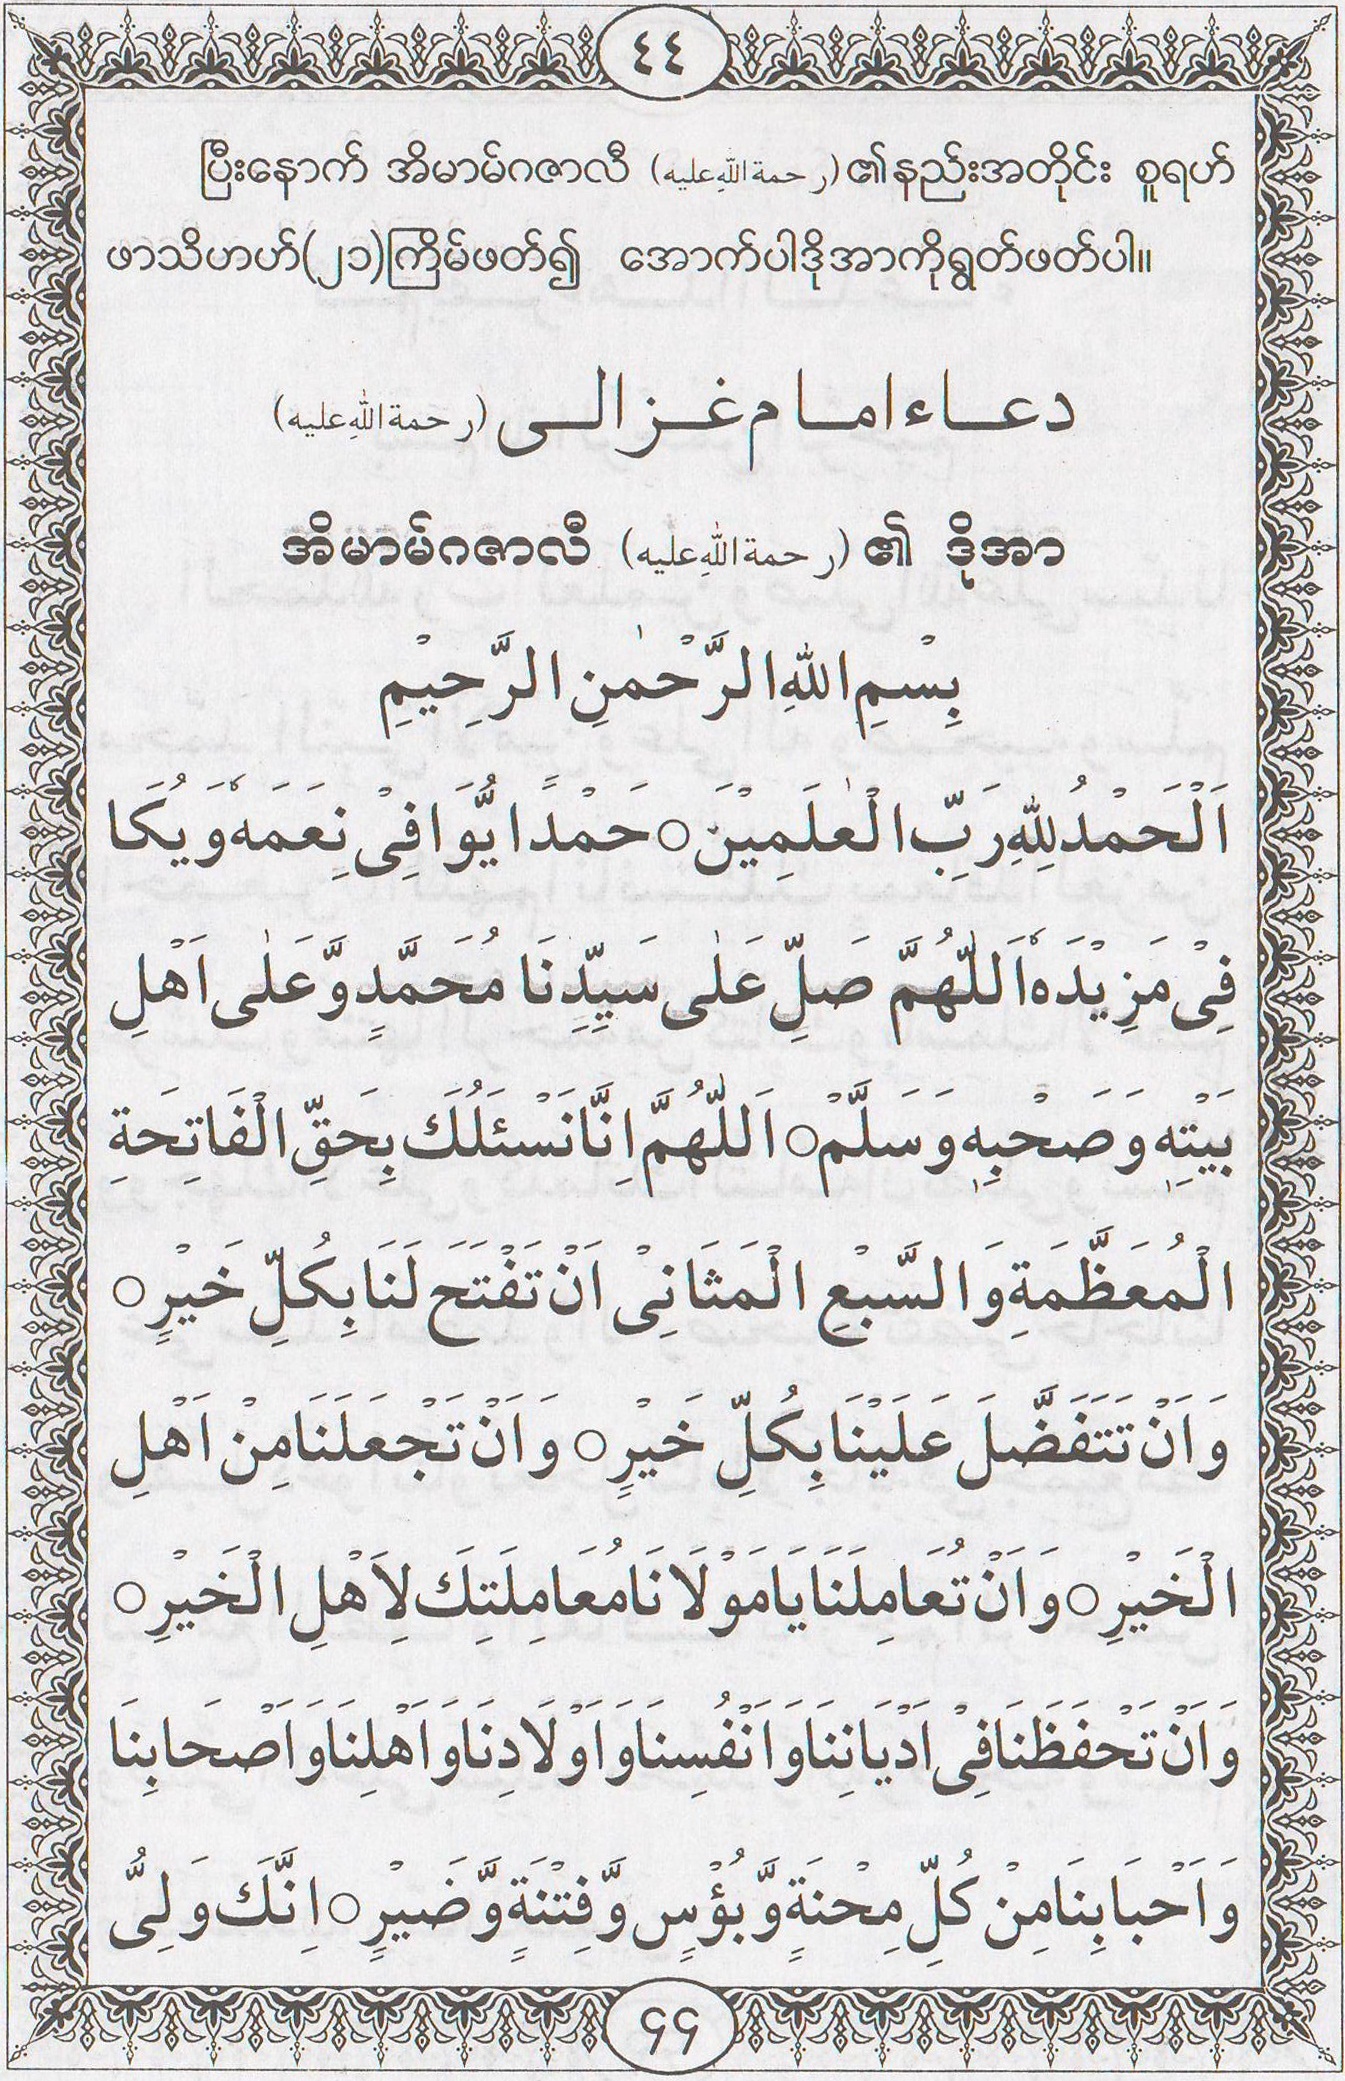 ٤٤
ပြီးနောက် အိမာမ်ဂဇာလီ (رحمة الله عليه) ၏နည်းအတိုင်း စူရဟ်
ဖာသိဟဟ်(၂၁)ကြိမ်ဖတ်၍ အောက်ပါဒိုအာကိုရွတ်ဖတ်ပါ။
دعاء امام غزالى (رحمة الله عليه)
အိမာမ်ဂဇာလီ (رحمة الله عليه) ၏ ဒိုအာ
بِسْمِ اللهِ الرَّحْمٰنِ الرَّحِيْمِ
اَلْحَمْدُ لِلّٰهِ رَبِّ الْعٰلَمِيْنَ○ حَمْدًا يُّوَافِىْ نِعَمَهٗ وَيُكَا
فِىْ مَزِيْدَهٗ اَللّٰهُمَّ صَلِّ عَلٰى سَيِّدِنَا مُحَمَّدٍ وَّعَلٰى اَهْلِ
بَيْتِهٖ وَصَحْبِهٖ وَسَلَّمْ○ اَللّٰهُمَّ اِنَّا نَسْئَلُكَ بِحَقِّ الْفَاتِحَةِ
الْمُعَظَّمَةِ وَالسَّبْعِ الْمَثَانِىْ اَنْ تَفْتَحَ لَنَا بِكُلِّ خَيْرٍ○
وَاَنْ تَتَفَضَّلَ عَلَيْنَا بِكُلِّ خَيْرٍ○ وَاَنْ تَجْعَلَنَا مِنْ اَهْلِ
الْخَيْرِ○ وَاَنْ تُعَامِلَنَا يَا مَوْلَانَا مُعَامِلَتِكَ لِاَهْلِ الْخَيْرِ○
وَاَنْ تَحْفَظَنَا فِىْ اَدْيَانِنَا وَاَنْفُسِنَا وَاَوْلَادِنَا وَاَهْلِنَا وَاَصْحَابِنَا
وَاَحْبَابِنَا مِنْ كُلِّ مِحْنَةٍ وَّبُؤْسٍ وَّفِتْنَةٍ وَّضَيْرٍ○ اِنَّكَ وَلِىُّ
၄၄